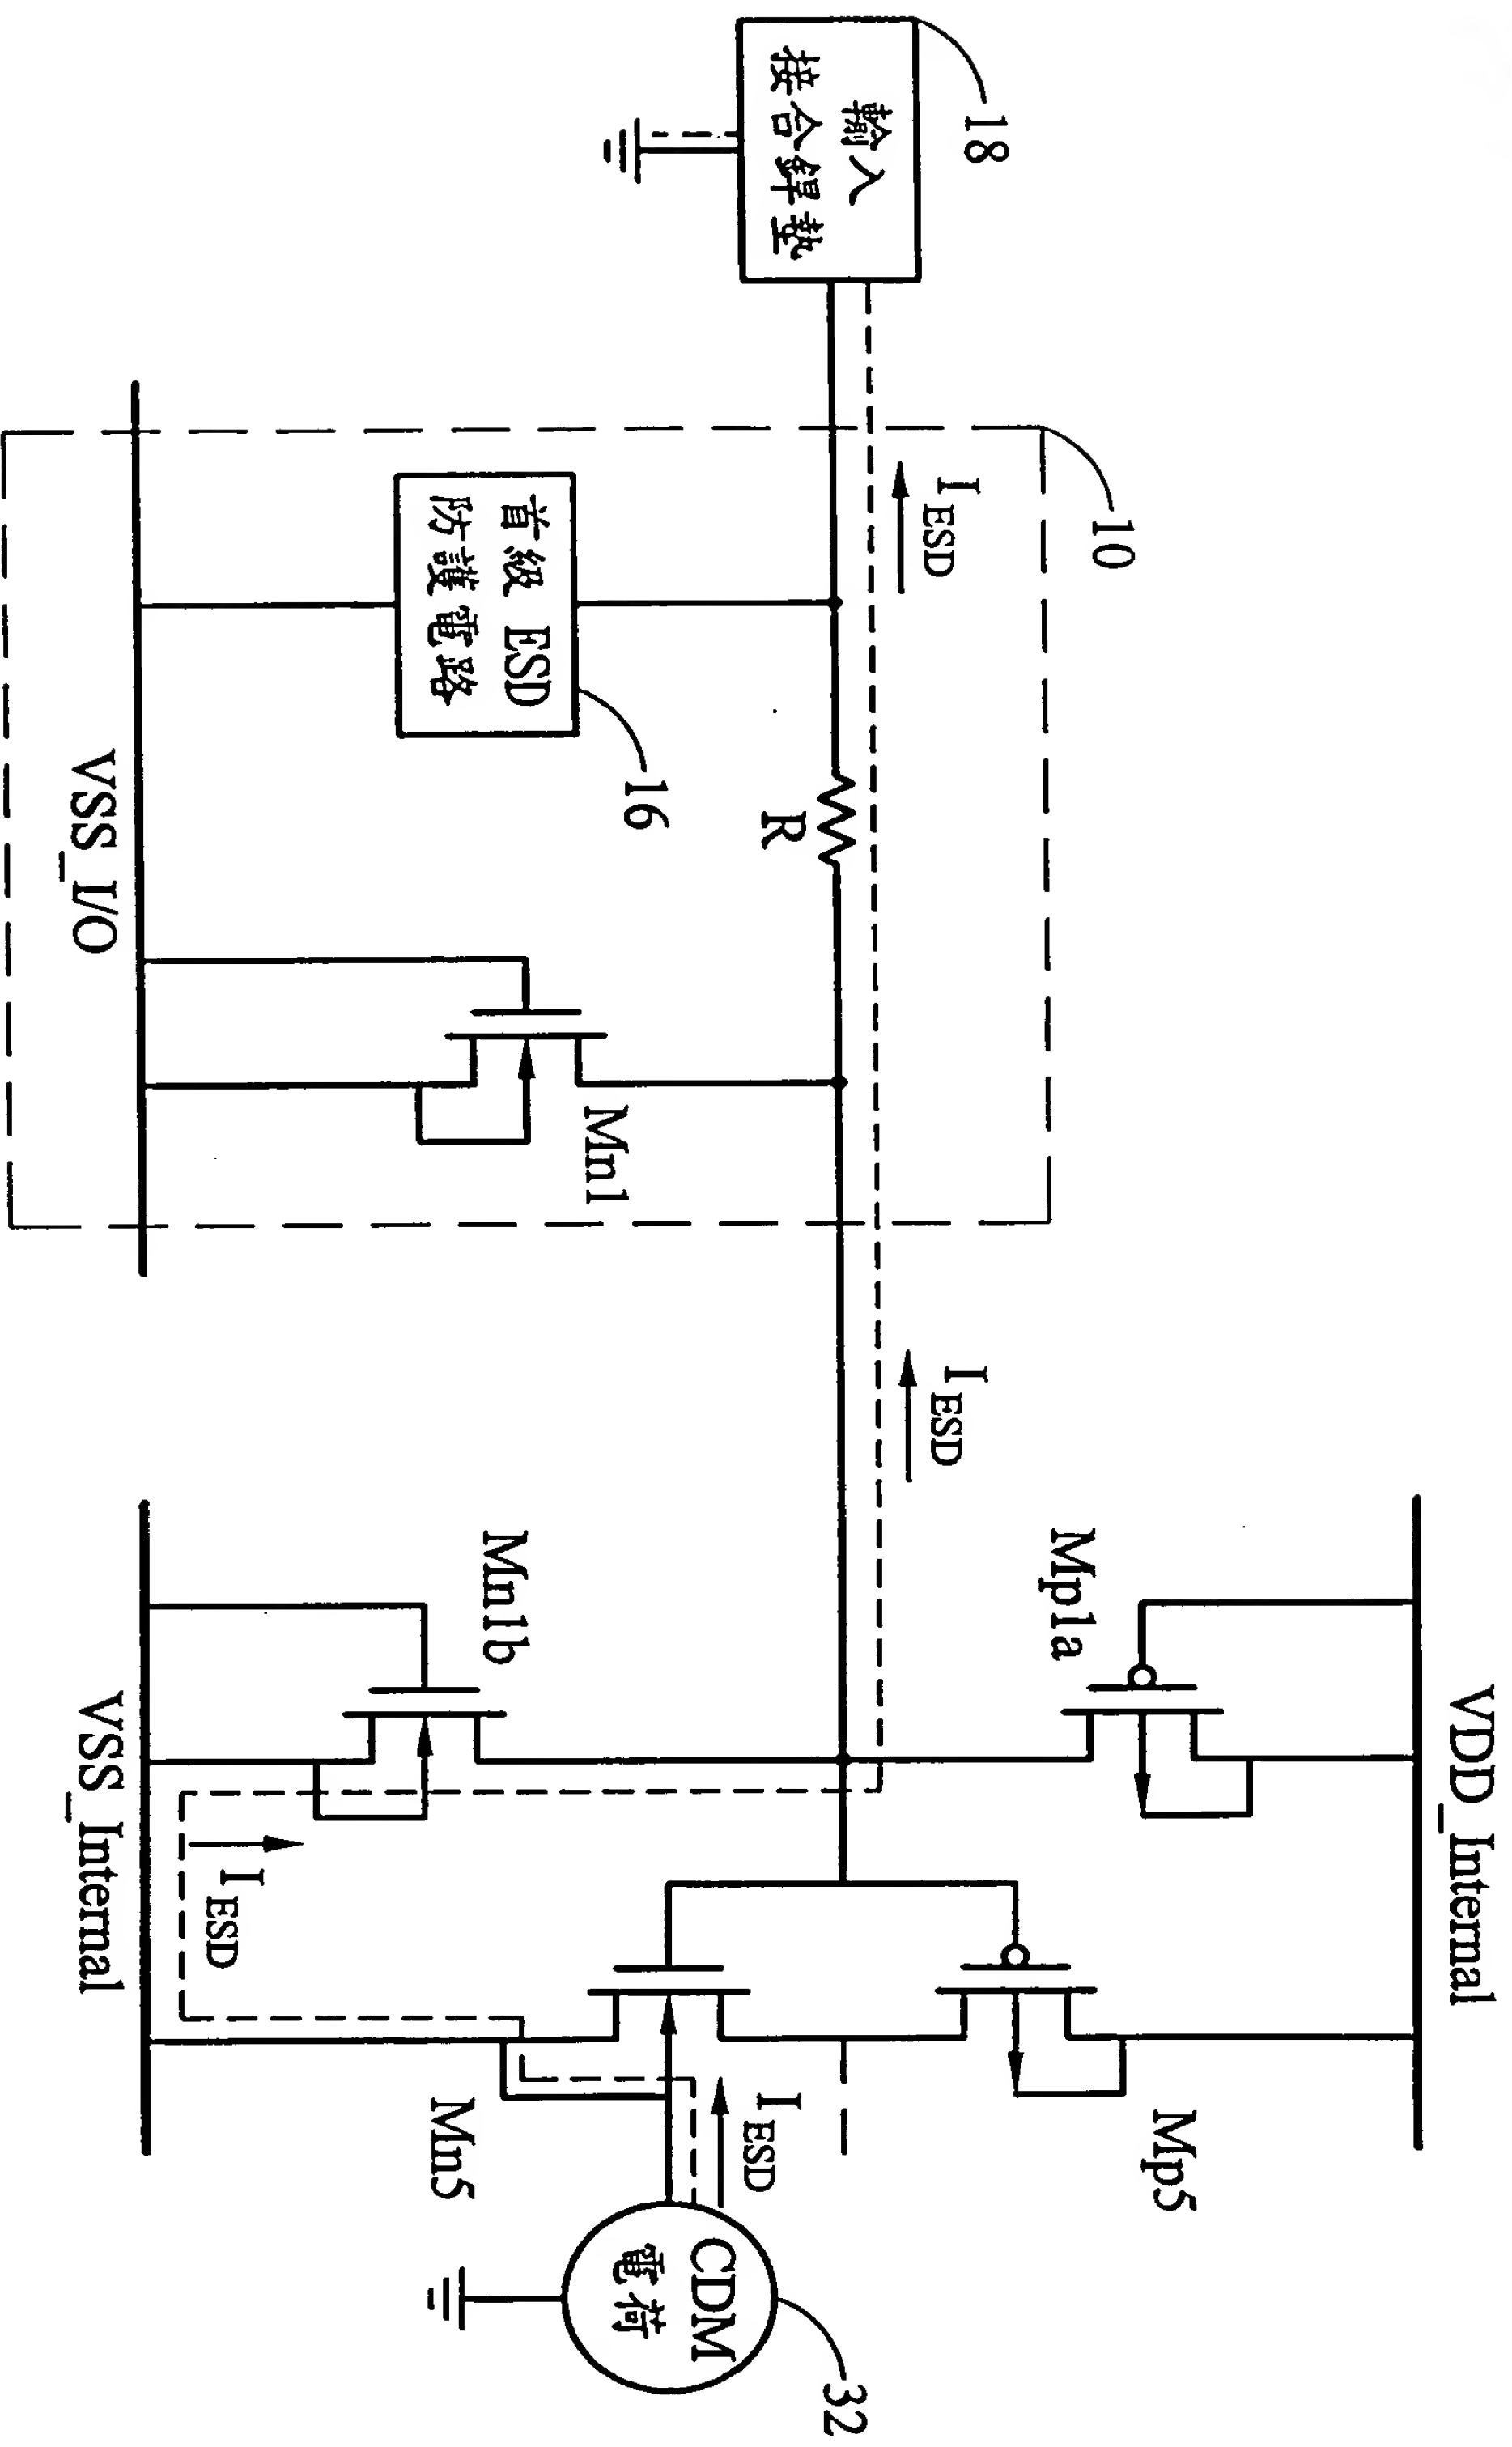 VDD_Internal
Mp1a
Mp5
10
I ESD
I ESD
18
輸入
接合銲墊
R
I ESD
CDM
電荷
32
首級 ESD
防護電路
16
Mn1
Mn1b
Mn5
I ESD
VSS_I/O
VSS_Internal